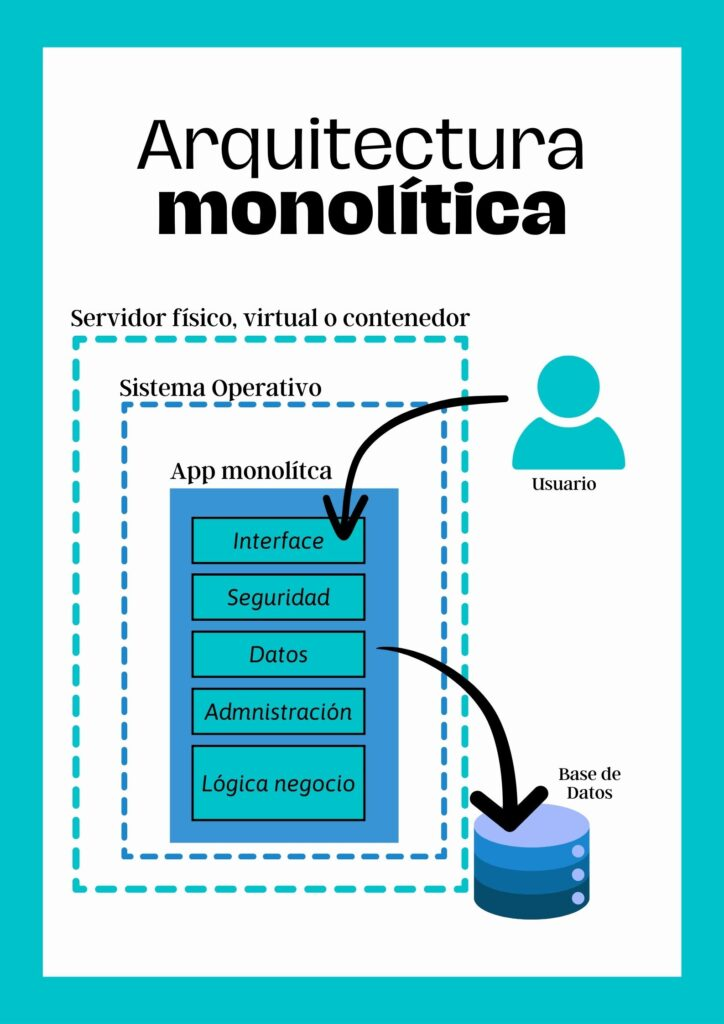 Arquitectura
monolítica
Servidor físico, virtual o contenedor
Sistema Operativo
App monolítca
Usuario
Interface
Seguridad
Datos
Admnistración
Lógica negocio
Base de
Datos